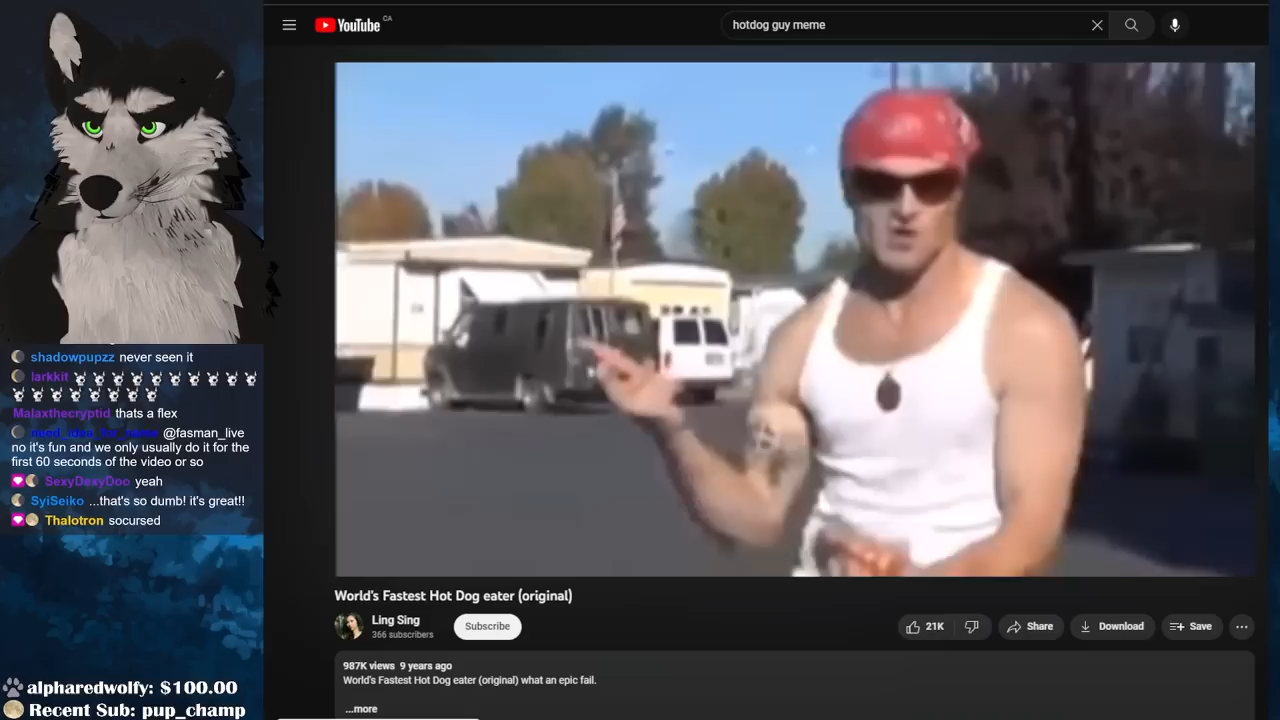 YouTube CA
hotdog guy meme
shadowpupzz never seen it
larkkit
Malaxthecryptid thats a flex
need_idea_for_name @fasman_live
no it's fun and we only usually do it for the
first 60 seconds of the video or so
SexyDexyDoo yeah
SyiSeiko ...that's so dumb! it's great!!
Thalotron socursed
alpharedwolfy: $100.00
Recent Sub: pup_champ
World's Fastest Hot Dog eater (original)
Ling Sing
366 subscribers
Subscribe
21K
Share
Download
Save
987K views 9 years ago
World's Fastest Hot Dog eater (original) what an epic fail.
...more